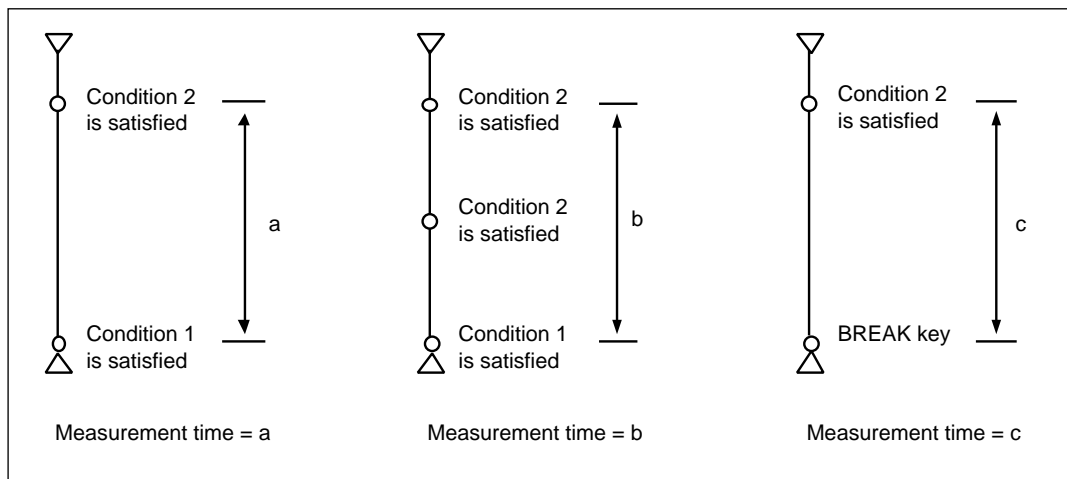 Condition 2
is satisfied
a
Condition 1
is satisfied
Measurement time = a
Condition 2
is satisfied
Condition 2
is satisfied
b
Condition 1
is satisfied
Measurement time = b
Condition 2
is satisfied
c
BREAK key
Measurement time = c